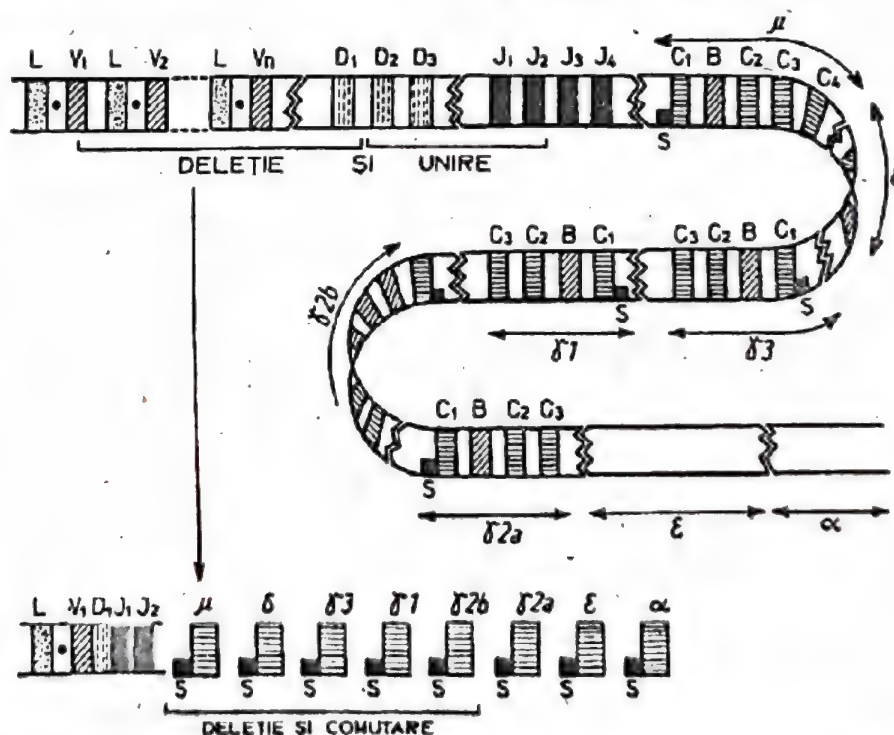 μ
L V1 L V2 L Vn D1 D2 D3 J1 J2 J3 J4 C1 B C2 C3 C4
S
DELEȚIE ȘI UNIRE
C3 C2 B C1 C3 C2 B C1
S S
γ2b
γ1 γ3
C1 B C2 C3
S
γ2a ε α
L V1 D1 J1 J2 μ δ γ3 γ1 γ2b γ2a ε α
S S S S S S S S
DELEȚIE ȘI COMUTARE